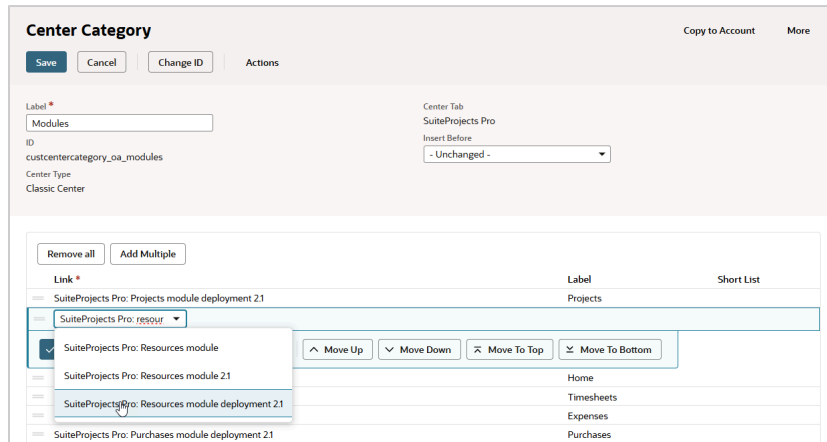 Center Category
Copy to Account More
Save Cancel Change ID Actions
Label *
Modules
ID
custcentercategory_oa_modules
Center Type
Classic Center
Center Tab
SuiteProjects Pro
Insert Before
- Unchanged -
Remove all Add Multiple
Link * Label Short List
SuiteProjects Pro: Projects module deployment 2.1 Projects
SuiteProjects Pro: resour
Move Up Move Down Move To Top Move To Bottom
SuiteProjects Pro: Resources module
SuiteProjects Pro: Resources module 2.1
SuiteProjects Pro: Resources module deployment 2.1
Home
Timesheets
Expenses
SuiteProjects Pro: Purchases module deployment 2.1 Purchases